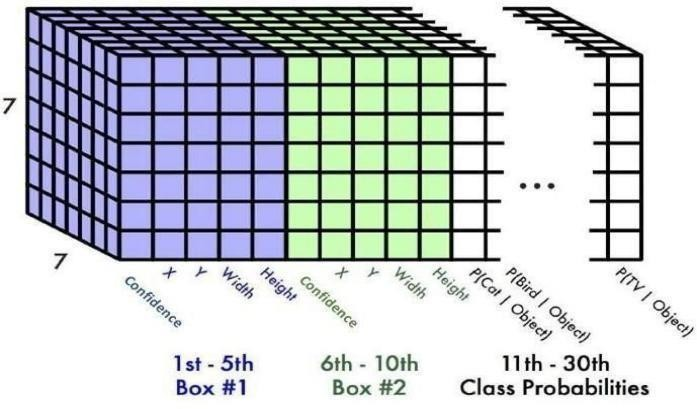 7
7
Confidence
X
Y
Width
Height
Confidence
X
Y
Width
Height
P(Cat | Object)
P(Bird | Object)
...
P(TV | Object)
1st - 5th
Box #1
6th - 10th
Box #2
11th - 30th
Class Probabilities